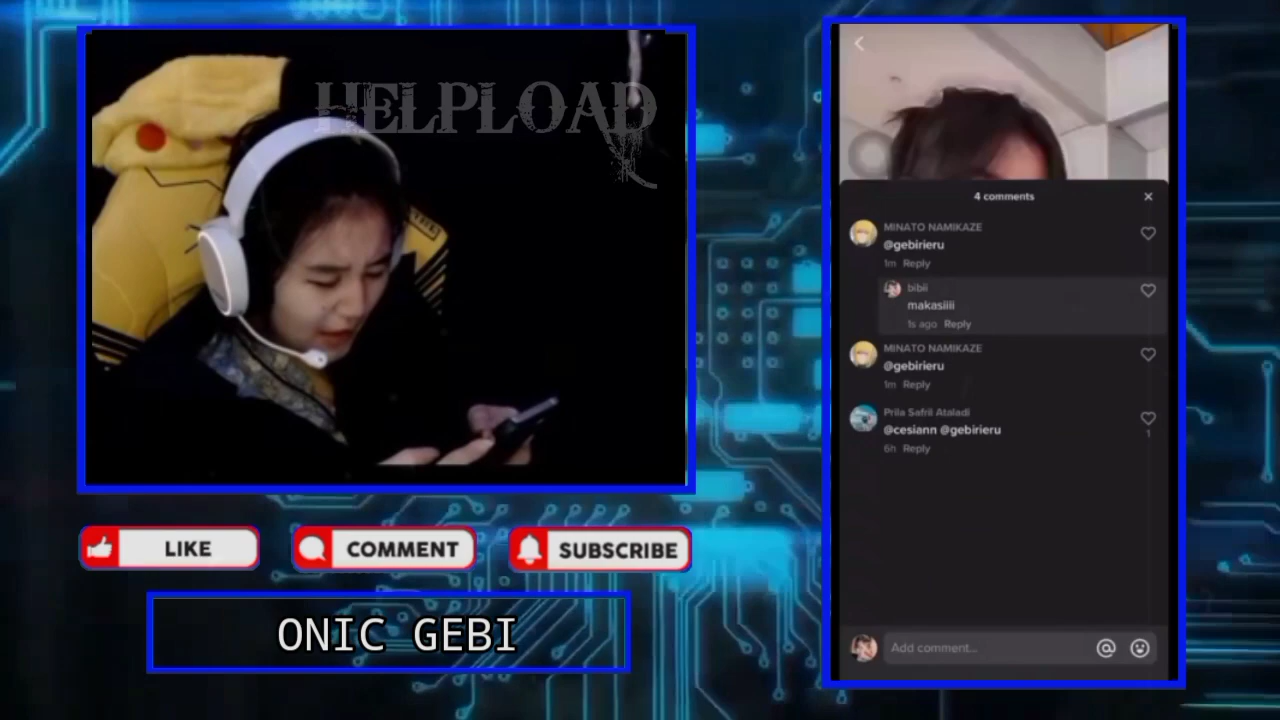 HELPLOAD
LIKE
COMMENT
SUBSCRIBE
ONIC GEBI
4 comments
MINATO NAMIKAZE
@gebirieru
1m Reply
bibii
makasiiii
1s ago Reply
MINATO NAMIKAZE
@gebirieru
1m Reply
Prila Safril Ataladi
@cesiann @gebirieru
1
6h Reply
Add comment...